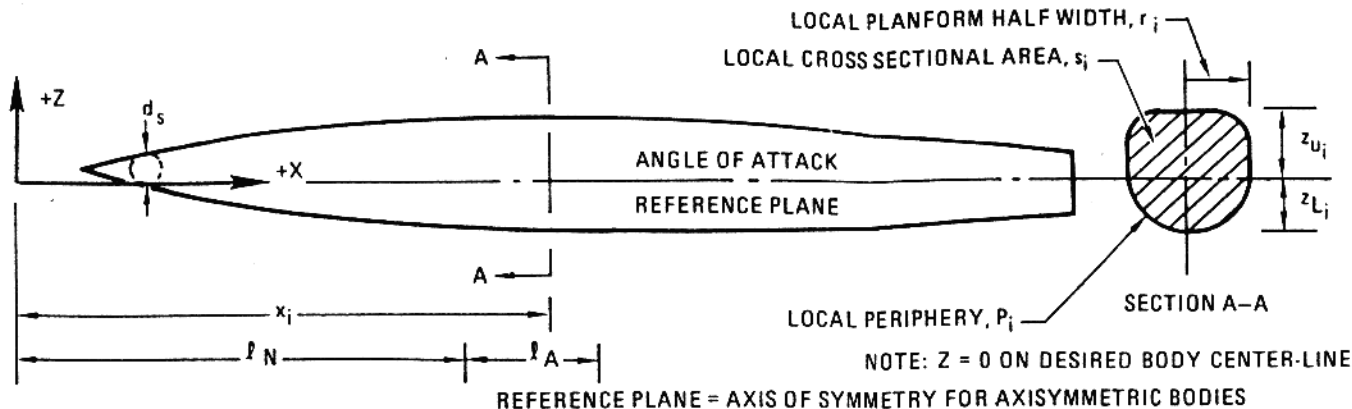 LOCAL PLANFORM HALF WIDTH, r i
LOCAL CROSS SECTIONAL AREA, s i
A
+Z
d s
z u i
+X
ANGLE OF ATTACK
REFERENCE PLANE
z L i
A
SECTION A-A
x i
LOCAL PERIPHERY, P i
ℓ N
ℓ A
NOTE: Z = 0 ON DESIRED BODY CENTER-LINE
REFERENCE PLANE = AXIS OF SYMMETRY FOR AXISYMMETRIC BODIES